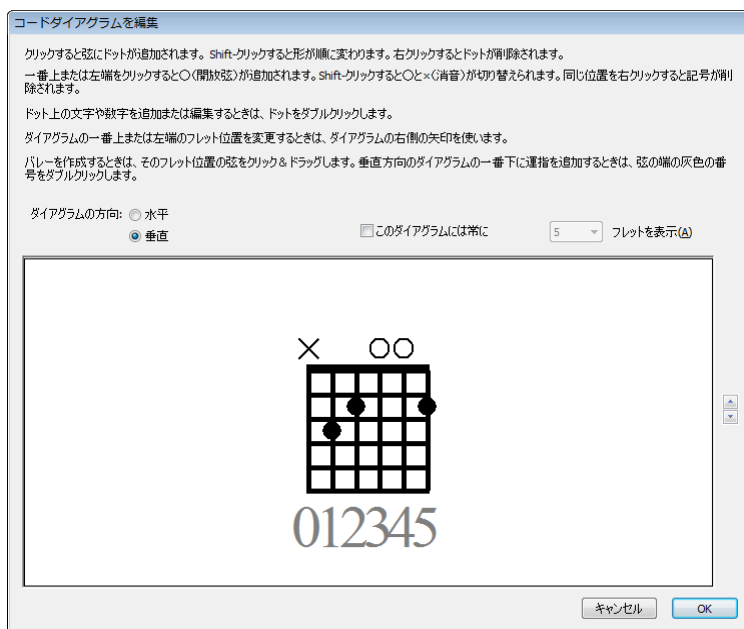 コードダイアグラムを編集
クリックすると弦にドットが追加されます。Shift-クリックすると形が順に変わります。右クリックするとドットが削除されます。
一番上または左端をクリックすると○(開放弦)が追加されます。Shift-クリックすると○と×(消音)が切り替えられます。同じ位置を右クリックすると記号が削
除されます。
ドット上の文字や数字を追加または編集するときは、ドットをダブルクリックします。
ダイアグラムの一番上または左端のフレット位置を変更するときは、ダイアグラムの右側の矢印を使います。
バレーを作成するときは、そのフレット位置の弦をクリック&ドラッグします。垂直方向のダイアグラムの一番下に運指を追加するときは、弦の端の灰色の番
号をダブルクリックします。
ダイアグラムの方向: 水平
垂直 このダイアグラムには常に 5 フレットを表示(A)
012345
キャンセル OK